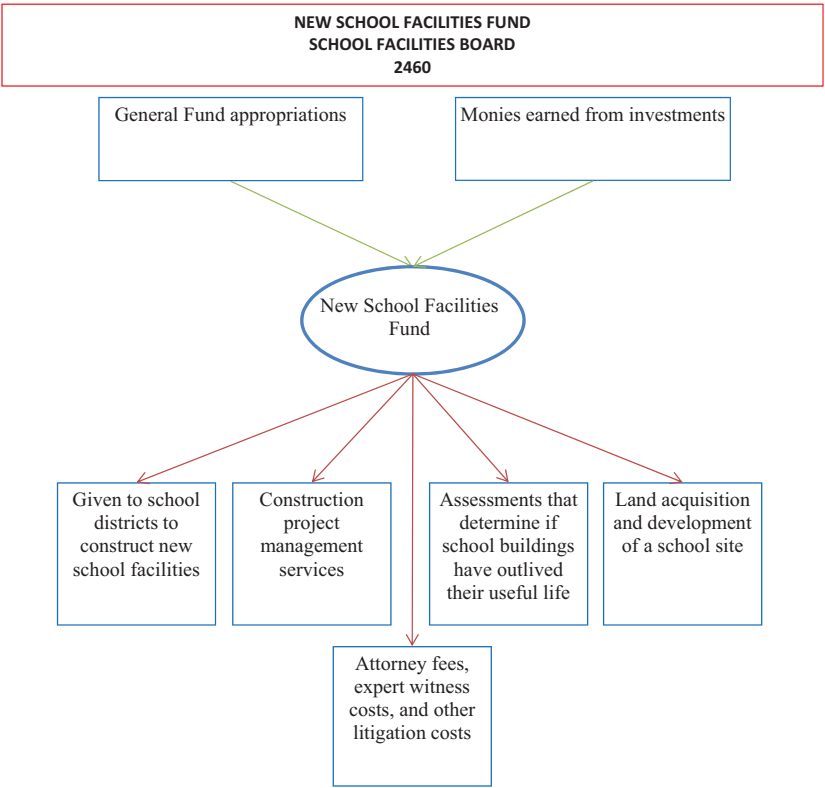 NEW SCHOOL FACILITIES FUND
SCHOOL FACILITIES BOARD
2460
General Fund appropriations
Monies earned from investments
New School Facilities
Fund
Given to school
districts to
construct new
school facilities
Construction
project
management
services
Assessments that
determine if
school buildings
have outlived
their useful life
Land acquisition
and development
of a school site
Attorney fees,
expert witness
costs, and other
litigation costs